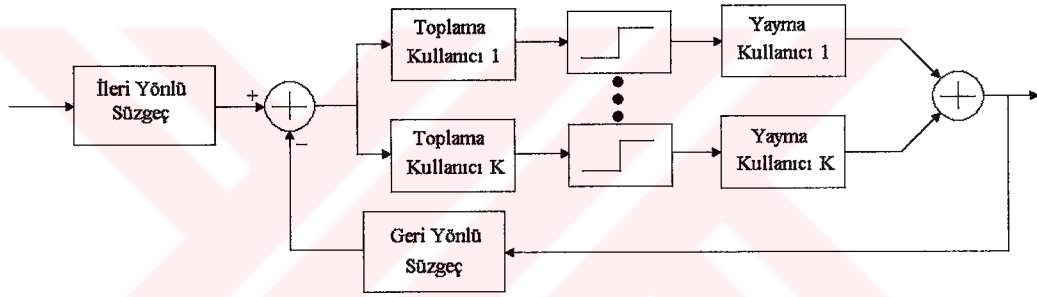 Toplama
Kullanıcı 1
Yayma
Kullanıcı 1
İleri Yönlü
Süzgeç
+
−
Toplama
Kullanıcı K
Yayma
Kullanıcı K
Geri Yönlü
Süzgeç